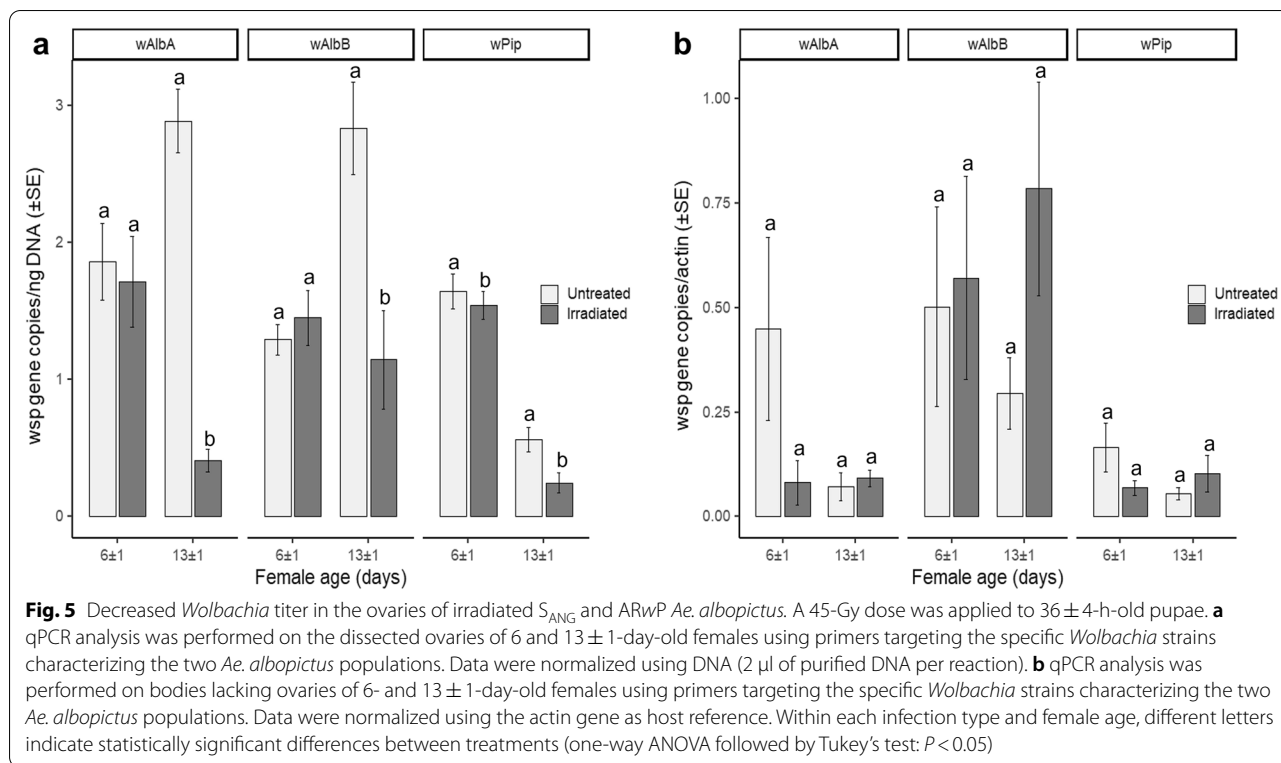 a
wAlbA
wAlbB
wPip
wsp gene copies/ng DNA (±SE)
3
2
1
0
a
a
a
b
a
a
a
b
a
b
a
b
6±1
13±1
6±1
13±1
6±1
13±1
Female age (days)
Untreated
Irradiated
b
wAlbA
wAlbB
wPip
wsp gene copies/actin (±SE)
1.00
0.75
0.50
0.25
0.00
a
a
a
a
a
a
a
a
a
a
a
a
6±1
13±1
6±1
13±1
6±1
13±1
Female age (days)
Untreated
Irradiated
Fig. 5 Decreased Wolbachia titer in the ovaries of irradiated SANG and ARwP Ae. albopictus. A 45-Gy dose was applied to 36 ± 4-h-old pupae. a
qPCR analysis was performed on the dissected ovaries of 6 and 13 ± 1-day-old females using primers targeting the specific Wolbachia strains
characterizing the two Ae. albopictus populations. Data were normalized using DNA (2 µl of purified DNA per reaction). b qPCR analysis was
performed on bodies lacking ovaries of 6- and 13 ± 1-day-old females using primers targeting the specific Wolbachia strains characterizing the two
Ae. albopictus populations. Data were normalized using the actin gene as host reference. Within each infection type and female age, different letters
indicate statistically significant differences between treatments (one-way ANOVA followed by Tukey's test: P < 0.05)